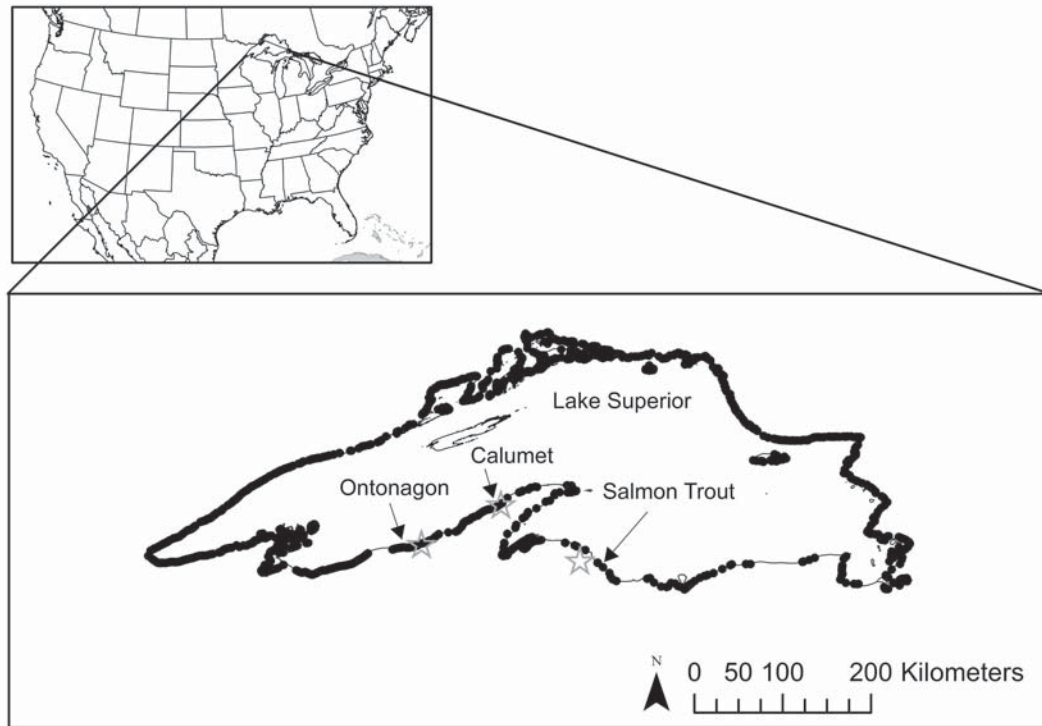 Lake Superior
Calumet
Ontonagon
Salmon Trout
N
0 50 100 200 Kilometers